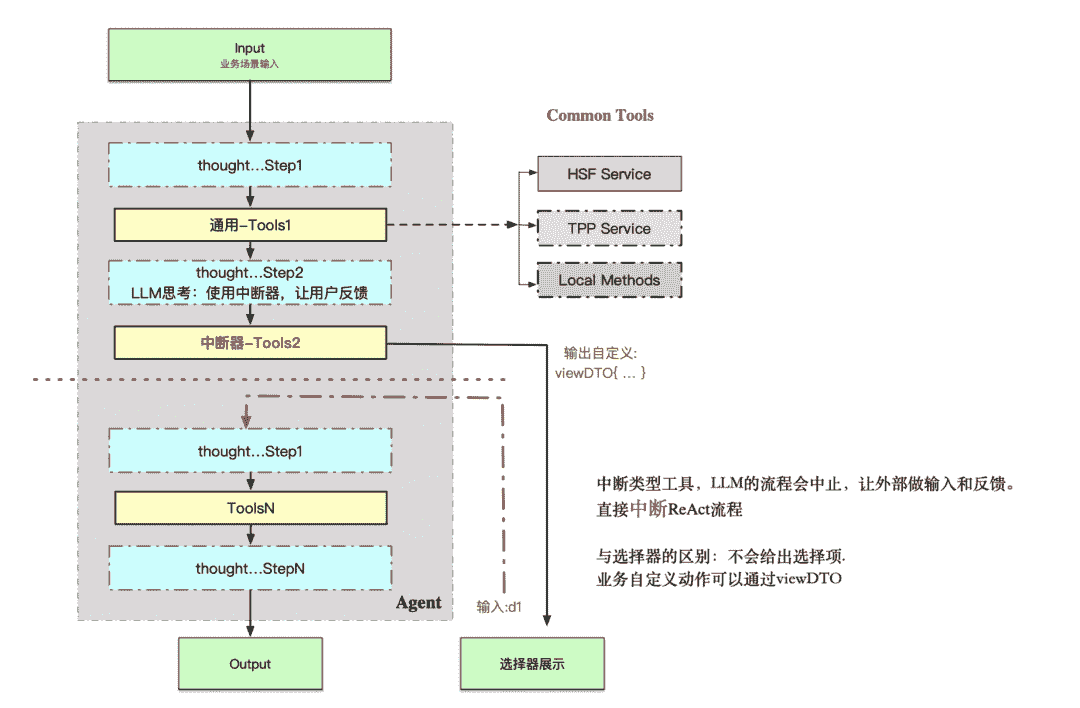 Input
业务场景输入
Common Tools
thought...Step1
HSF Service
通用-Tools1
TPP Service
thought...Step2
LLM思考：使用中断器，让用户反馈
Local Methods
中断器-Tools2
输出自定义:
viewDTO{ ... }
thought...Step1
ToolsN
thought...StepN
Agent
输入:d1
中断类型工具，LLM的流程会中止，让外部做输入和反馈。
直接中断ReAct流程
与选择器的区别：不会给出选择项.
业务自定义动作可以通过viewDTO
Output
选择器展示